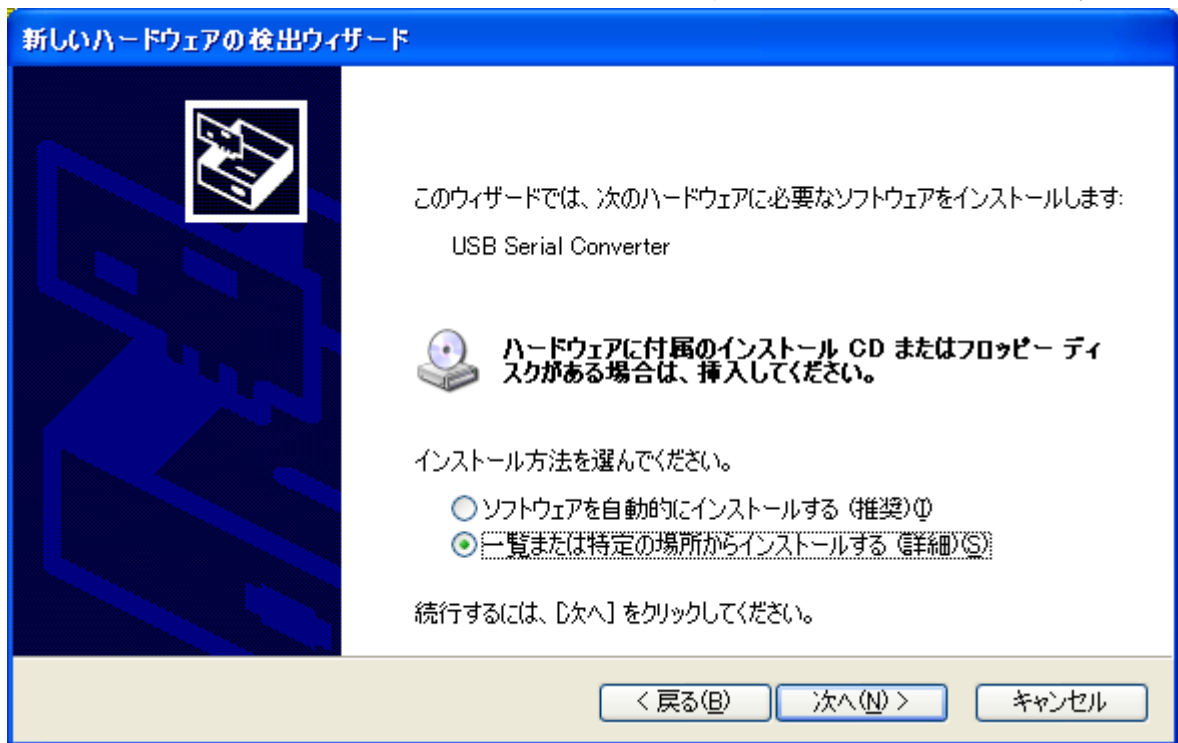 新しいハードウェアの検出ウィザード
このウィザードでは、次のハードウェアに必要なソフトウェアをインストールします:
USB Serial Converter
ハードウェアに付属のインストール CD またはフロッピー ディ
スクがある場合は、挿入してください。
インストール方法を選んでください。
ソフトウェアを自動的にインストールする (推奨)(I)
一覧または特定の場所からインストールする (詳細)(S)
続行するには、[次へ] をクリックしてください。
< 戻る(B) 次へ(N) > キャンセル